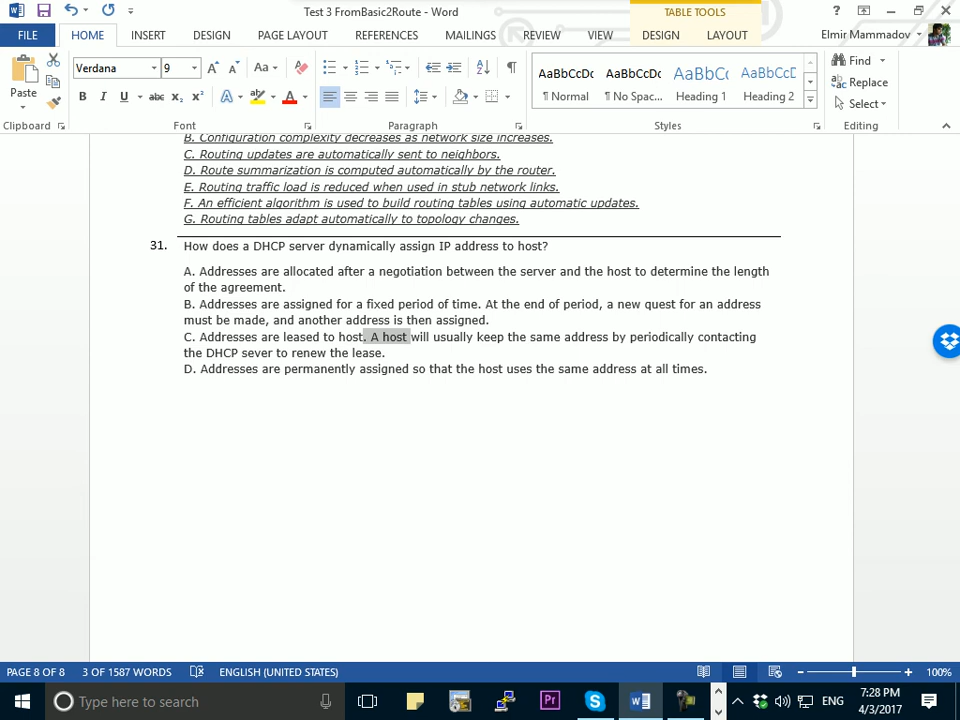 Test 3 FromBasic2Route - Word
TABLE TOOLS
?
FILE
HOME
INSERT
DESIGN
PAGE LAYOUT
REFERENCES
MAILINGS
REVIEW
VIEW
DESIGN
LAYOUT
Elmir Mammadov
Paste
Verdana
9
Aa
B I U abc x₂ x²
A ab A
Clipboard
Font
Paragraph
AaBbCcDc
¶ Normal
AaBbCcDc
¶ No Spac...
AaBbC
Heading 1
AaBbCcD
Heading 2
Styles
Find
Replace
Select
Editing
B. Configuration complexity decreases as network size increases.
C. Routing updates are automatically sent to neighbors.
D. Route summarization is computed automatically by the router.
E. Routing traffic load is reduced when used in stub network links.
F. An efficient algorithm is used to build routing tables using automatic updates.
G. Routing tables adapt automatically to topology changes.
31. How does a DHCP server dynamically assign IP address to host?
A. Addresses are allocated after a negotiation between the server and the host to determine the length
of the agreement.
B. Addresses are assigned for a fixed period of time. At the end of period, a new quest for an address
must be made, and another address is then assigned.
C. Addresses are leased to host. A host will usually keep the same address by periodically contacting
the DHCP sever to renew the lease.
D. Addresses are permanently assigned so that the host uses the same address at all times.
PAGE 8 OF 8
3 OF 1587 WORDS
ENGLISH (UNITED STATES)
100%
Type here to search
Pr
ENG
7:28 PM
4/3/2017